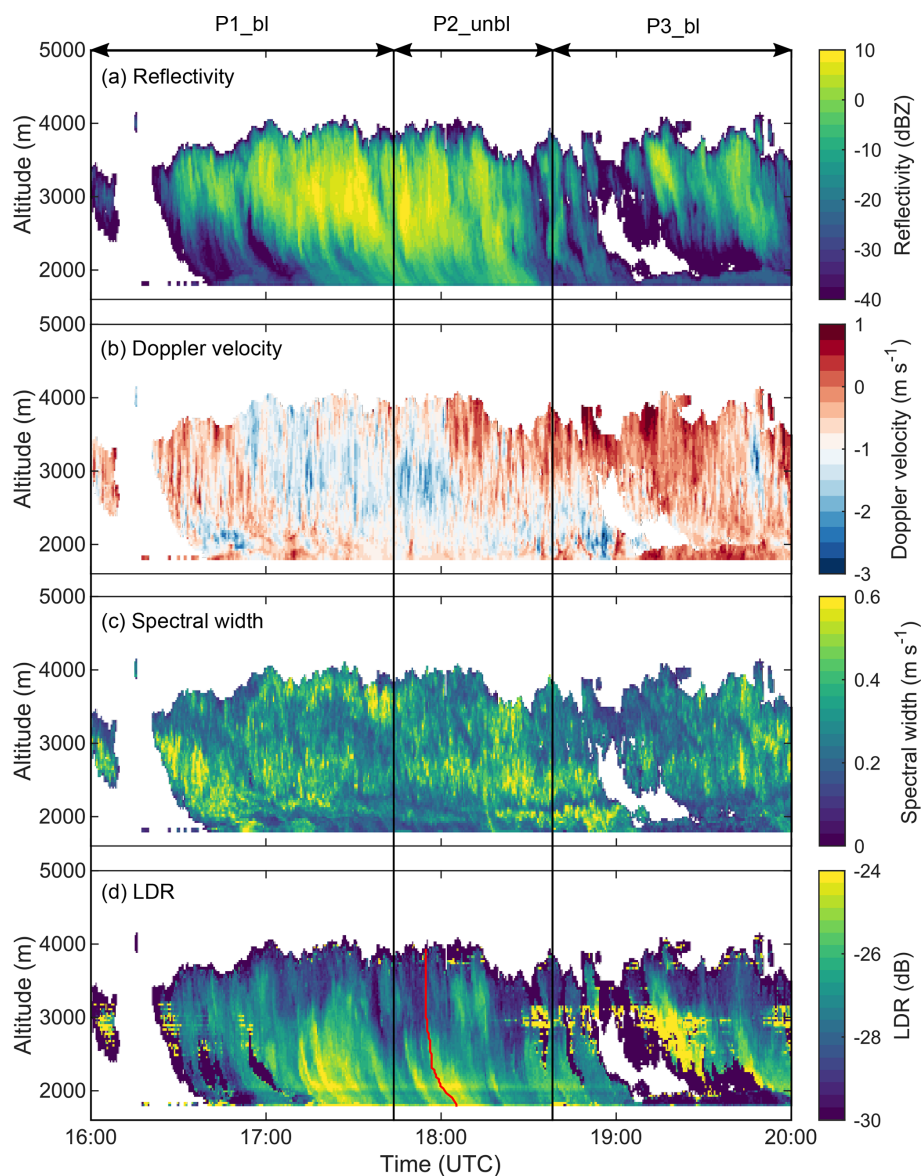 P1_bl P2_unbl P3_bl
(a) Reflectivity
5000
4000
3000
2000
Altitude (m)
10
0
-10
-20
-30
-40
Reflectivity (dBZ)
(b) Doppler velocity
5000
4000
3000
2000
Altitude (m)
1
0
-1
-2
-3
Doppler velocity (m s⁻¹)
(c) Spectral width
5000
4000
3000
2000
Altitude (m)
0.6
0.4
0.2
0
Spectral width (m s⁻¹)
(d) LDR
5000
4000
3000
2000
Altitude (m)
-24
-26
-28
-30
LDR (dB)
16:00 17:00 18:00 19:00 20:00
Time (UTC)